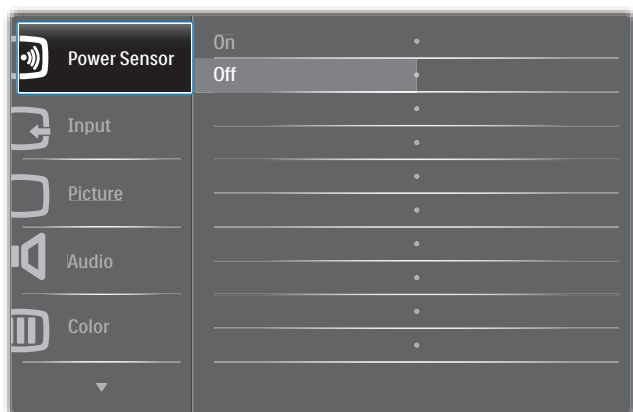 Power Sensor
On
Off
Input
Picture
Audio
Color